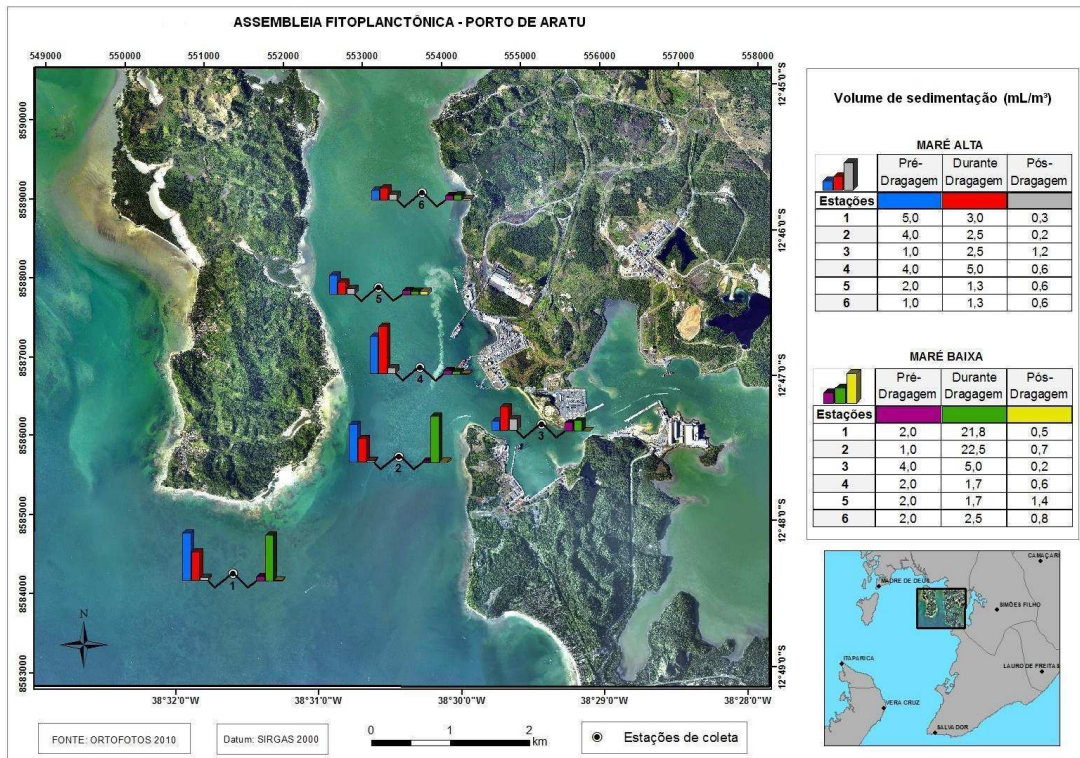 ASSEMBLEIA FITOPLANCTÔNICA - PORTO DE ARATU
549000 550000 551000 552000 553000 554000 555000 556000 557000 558000
8590000
8589000
8588000
8587000
8586000
8585000
8584000
8583000
12°45'0"S
12°46'0"S
12°47'0"S
12°48'0"S
12°49'0"S
6
5
4
3
2
1
N
38°32'0"W 38°31'0"W 38°30'0"W 38°29'0"W 38°28'0"W
FONTE: ORTOFOTOS 2010
Datum: SIRGAS 2000
0 1 2
km
Estações de coleta
Volume de sedimentação (mL/m³)
MARÉ ALTA
Pré-Dragagem Durante Dragagem Pós-Dragagem
Estações
1 5,0 3,0 0,3
2 4,0 2,5 0,2
3 1,0 2,5 1,2
4 4,0 5,0 0,6
5 2,0 1,3 0,6
6 1,0 1,3 0,6
MARÉ BAIXA
Pré-Dragagem Durante Dragagem Pós-Dragagem
Estações
1 2,0 21,8 0,5
2 1,0 22,5 0,7
3 4,0 5,0 0,2
4 2,0 1,7 0,6
5 2,0 1,7 1,4
6 2,0 2,5 0,8
CAMAÇARI
MADRE DE DEUS
SIMÕES FILHO
ITAPARICA
LAURO DE FREITAS
VERA CRUZ
SALVADOR